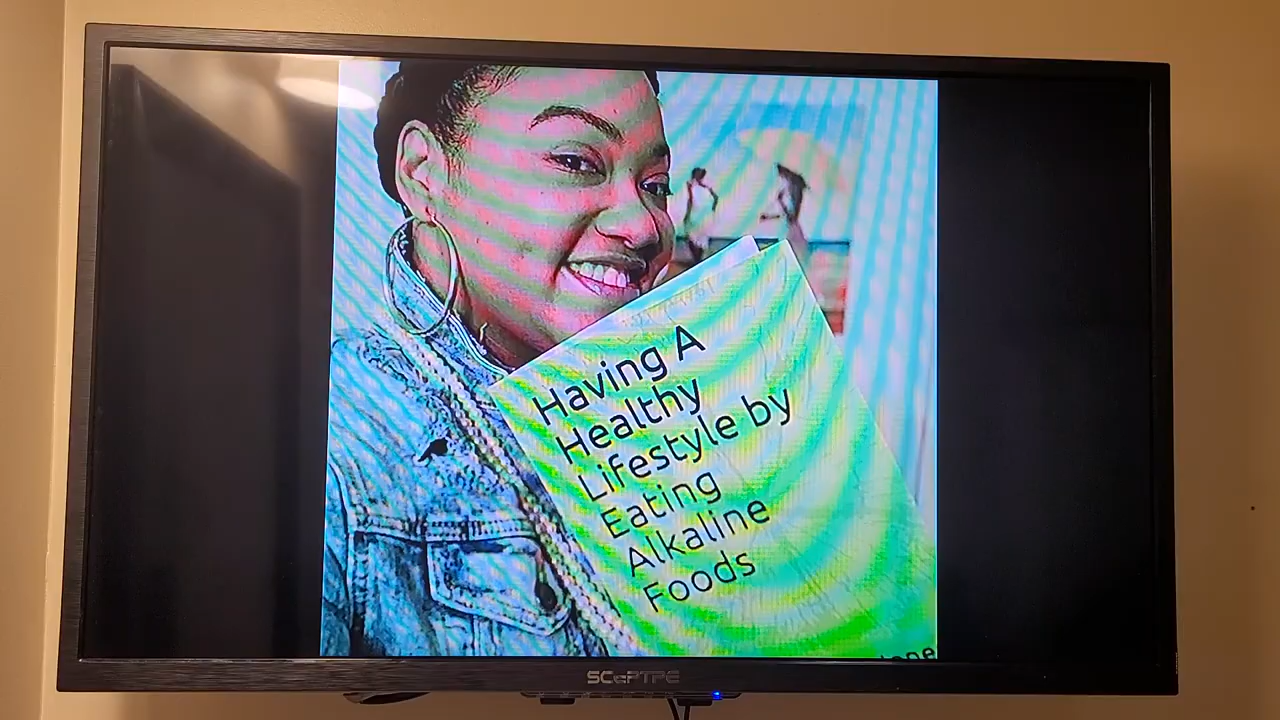 Having A
Healthy
Lifestyle by
Eating
Alkaline
Foods
SCEPTRE